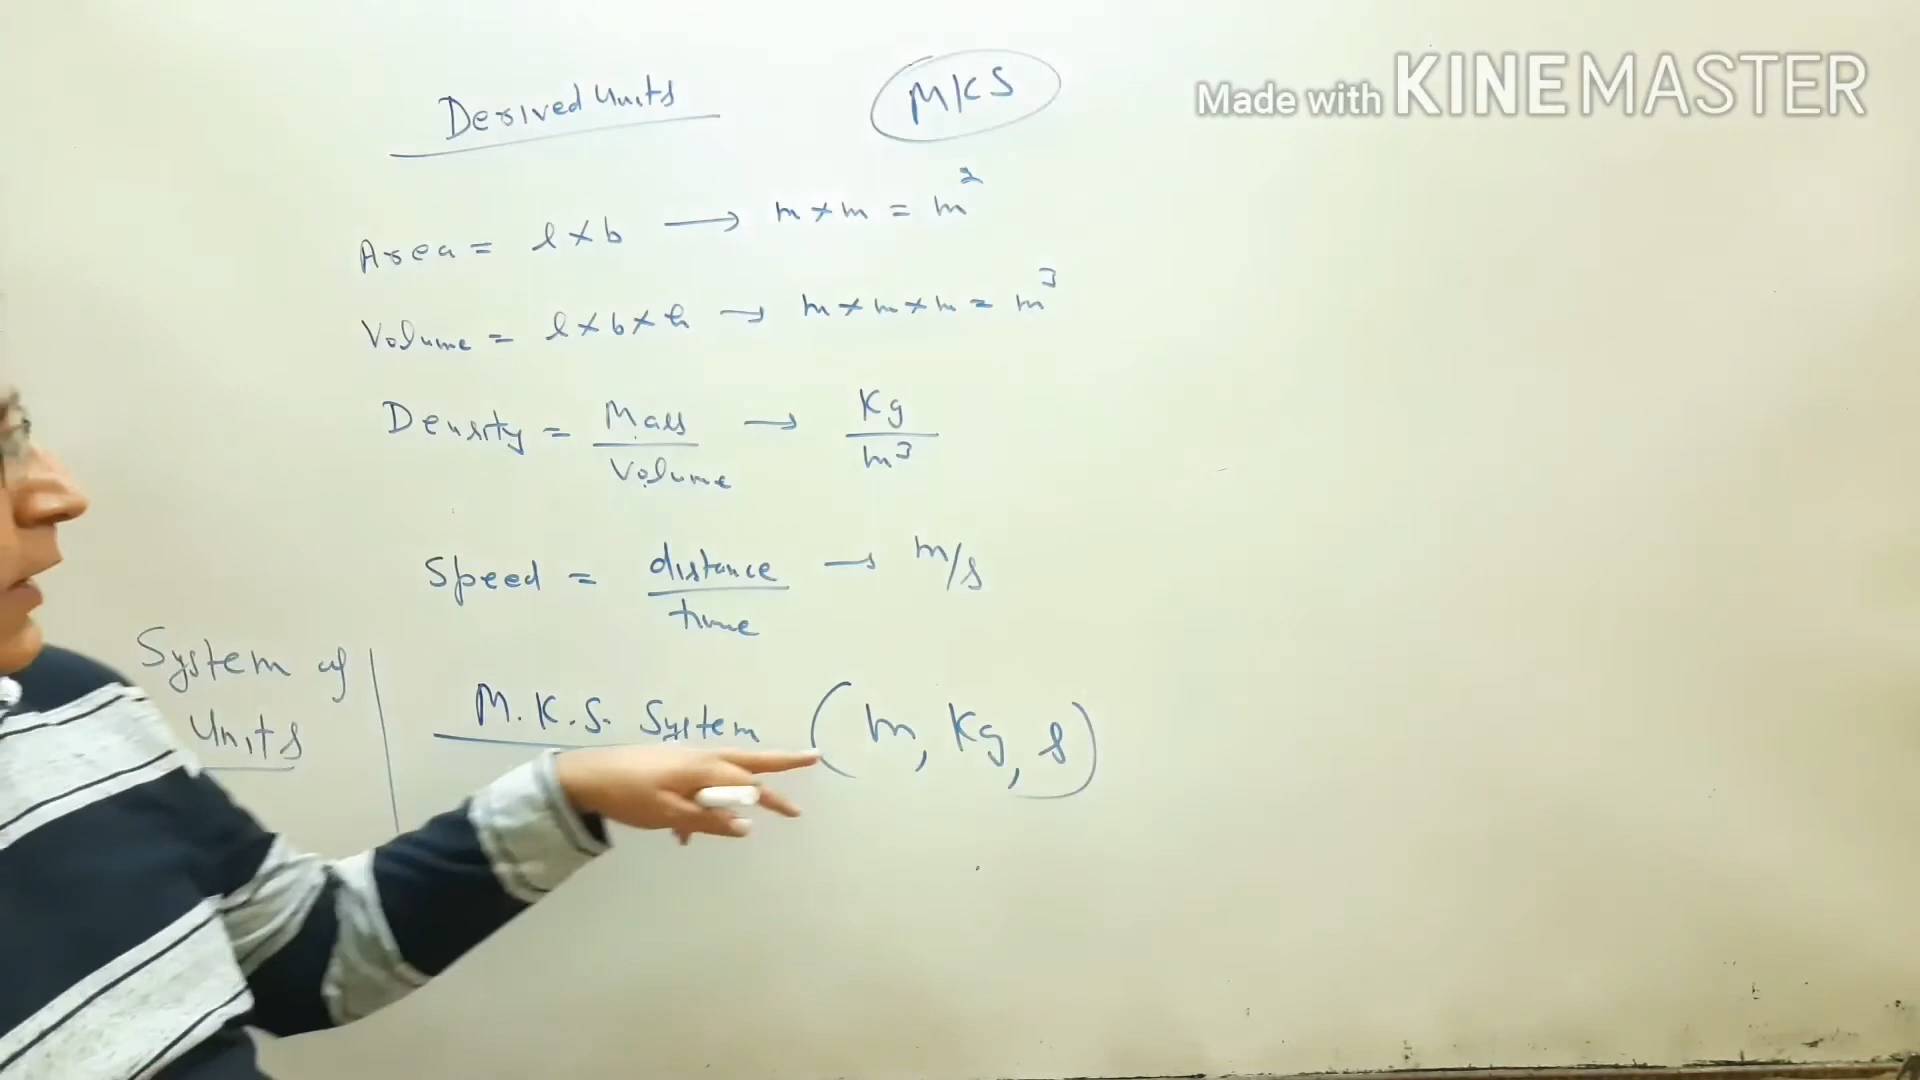 Derived Units
MKS
Made with KINEMASTER
Area = l × b → m × m = m²
Volume = l × b × h → m × m × m = m³
Density = Mass / Volume → Kg / m³
Speed = distance / time → m/s
System of
Units
M.K.S. System (m, Kg, s)